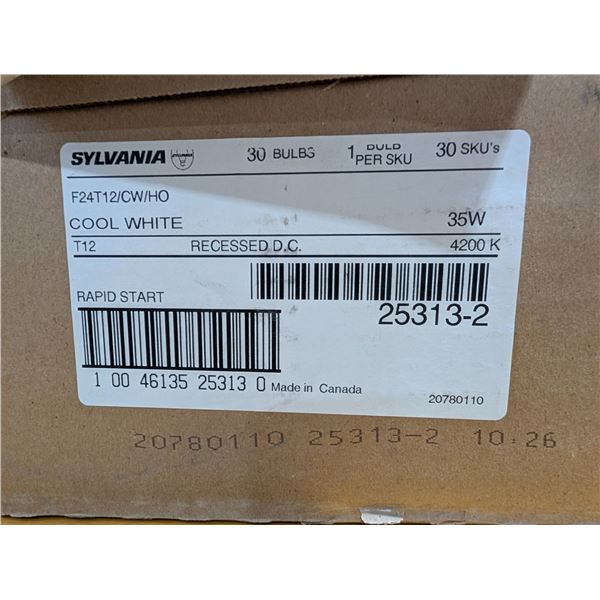 SYLVANIA 30 BULBS 1 BULB PER SKU 30 SKU's
F24T12/CW/HO
COOL WHITE 35W
T12 RECESSED D.C. 4200 K
RAPID START
25313-2
1 00 46135 25313 0 Made in Canada 20780110
20780110 25313-2 10:26